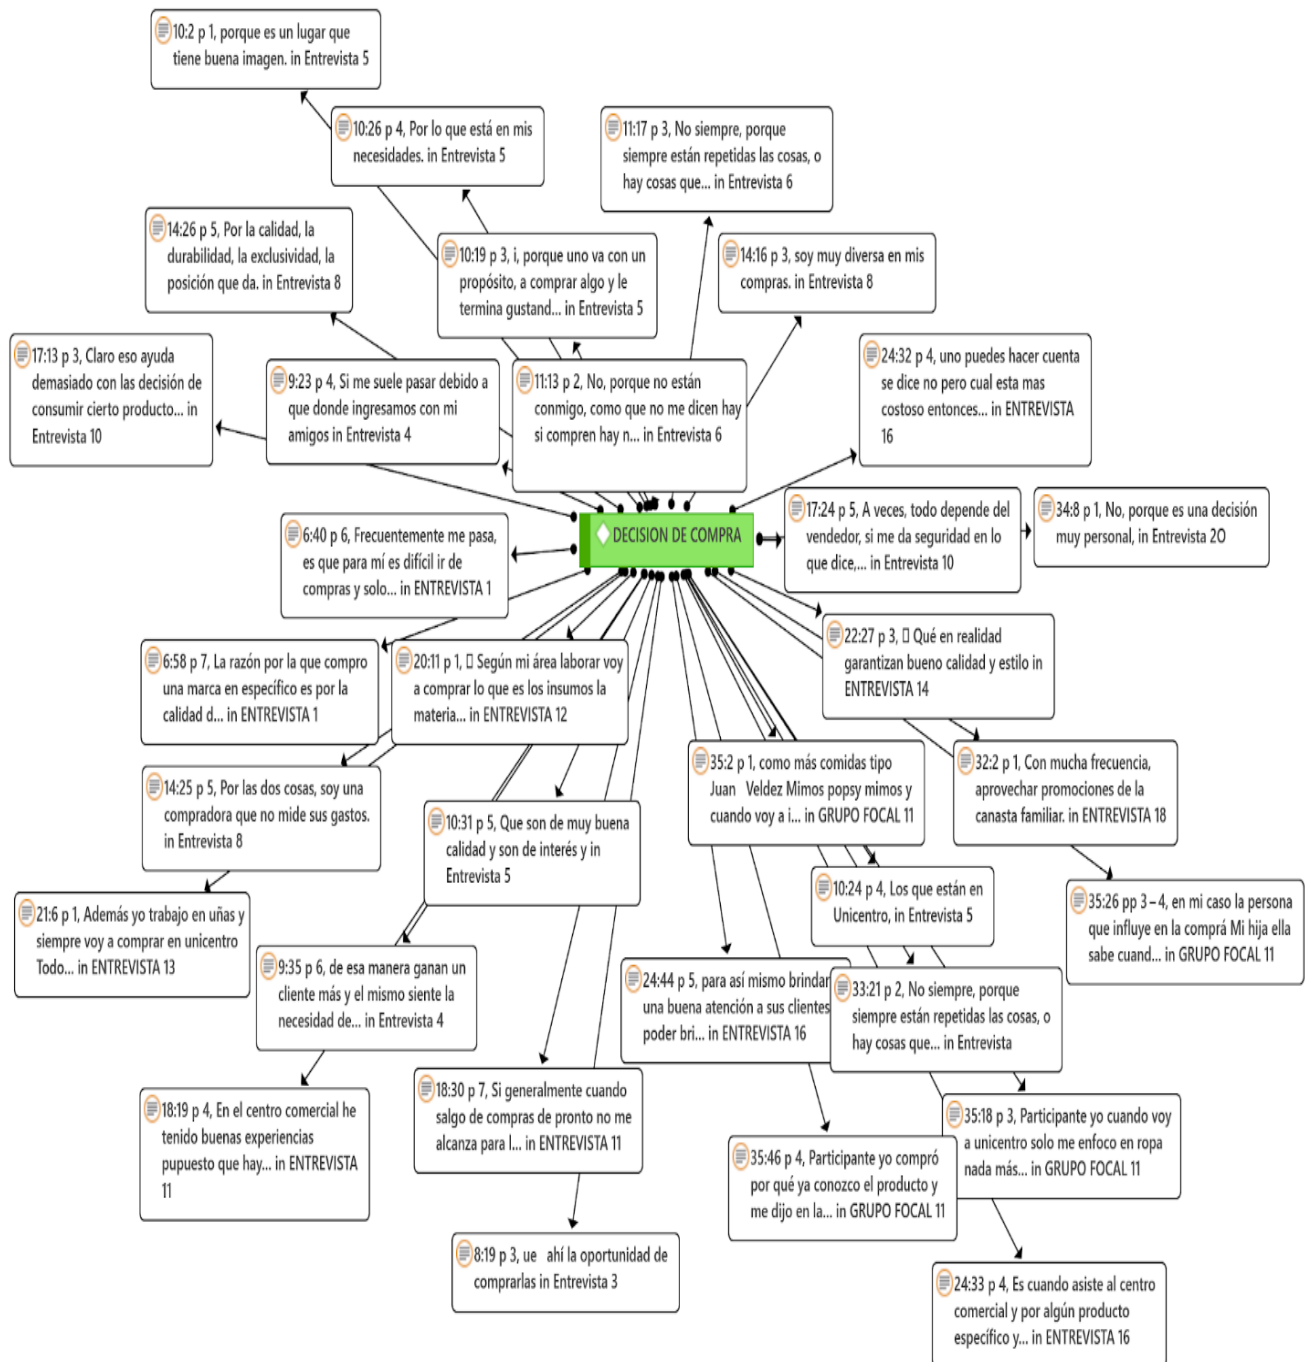 10:2 p 1, porque es un lugar que
tiene buena imagen. in Entrevista 5
10:26 p 4, Por lo que está en mis
necesidades. in Entrevista 5
11:17 p 3, No siempre, porque
siempre están repetidas las cosas, o
hay cosas que... in Entrevista 6
14:26 p 5, Por la calidad, la
durabilidad, la exclusividad, la
posición que da. in Entrevista 8
10:19 p 3, i, porque uno va con un
propósito, a comprar algo y le
termina gustand... in Entrevista 5
14:16 p 3, soy muy diversa en mis
compras. in Entrevista 8
17:13 p 3, Claro eso ayuda
demasiado con las decisión de
consumir cierto producto... in
Entrevista 10
9:23 p 4, Si me suele pasar debido a
que donde ingresamos con mi
amigos in Entrevista 4
11:13 p 2, No, porque no están
conmigo, como que no me dicen hay
si compren hay n... in Entrevista 6
24:32 p 4, uno puedes hacer cuenta
se dice no pero cual esta mas
costoso entonces... in ENTREVISTA
16
DECISION DE COMPRA
17:24 p 5, A veces, todo depende del
vendedor, si me da seguridad en lo
que dice,... in Entrevista 10
34:8 p 1, No, porque es una decisión
muy personal, in Entrevista 2O
6:40 p 6, Frecuentemente me pasa,
es que para mí es difícil ir de
compras y solo... in ENTREVISTA 1
22:27 p 3, Qué en realidad
garantizan bueno calidad y estilo in
ENTREVISTA 14
6:58 p 7, La razón por la que compro
una marca en específico es por la
calidad d... in ENTREVISTA 1
20:11 p 1, Según mi área laborar voy
a comprar lo que es los insumos la
materia... in ENTREVISTA 12
35:2 p 1, como más comidas tipo
Juan Veldez Mimos popsy mimos y
cuando voy a i... in GRUPO FOCAL 11
32:2 p 1, Con mucha frecuencia,
aprovechar promociones de la
canasta familiar. in ENTREVISTA 18
14:25 p 5, Por las dos cosas, soy una
compradora que no mide sus gastos.
in Entrevista 8
10:31 p 5, Que son de muy buena
calidad y son de interés y in
Entrevista 5
10:24 p 4, Los que están en
Unicentro, in Entrevista 5
35:26 pp 3 – 4, en mi caso la persona
que influye en la comprá Mi hija ella
sabe cuand... in GRUPO FOCAL 11
21:6 p 1, Además yo trabajo en uñas y
siempre voy a comprar en unicentro
Todo... in ENTREVISTA 13
9:35 p 6, de esa manera ganan un
cliente más y el mismo siente la
necesidad de... in Entrevista 4
24:44 p 5, para así mismo brindar
una buena atención a sus clientes
poder bri... in ENTREVISTA 16
33:21 p 2, No siempre, porque
siempre están repetidas las cosas, o
hay cosas que... in Entrevista
18:19 p 4, En el centro comercial he
tenido buenas experiencias
pupuesto que hay... in ENTREVISTA
11
18:30 p 7, Si generalmente cuando
salgo de compras de pronto no me
alcanza para l... in ENTREVISTA 11
35:18 p 3, Participante yo cuando voy
a unicentro solo me enfoco en ropa
nada más... in GRUPO FOCAL 11
35:46 p 4, Participante yo compró
por qué ya conozco el producto y
me dijo en la... in GRUPO FOCAL 11
8:19 p 3, ue ahí la oportunidad de
comprarlas in Entrevista 3
24:33 p 4, Es cuando asiste al centro
comercial y por algún producto
específico y... in ENTREVISTA 16